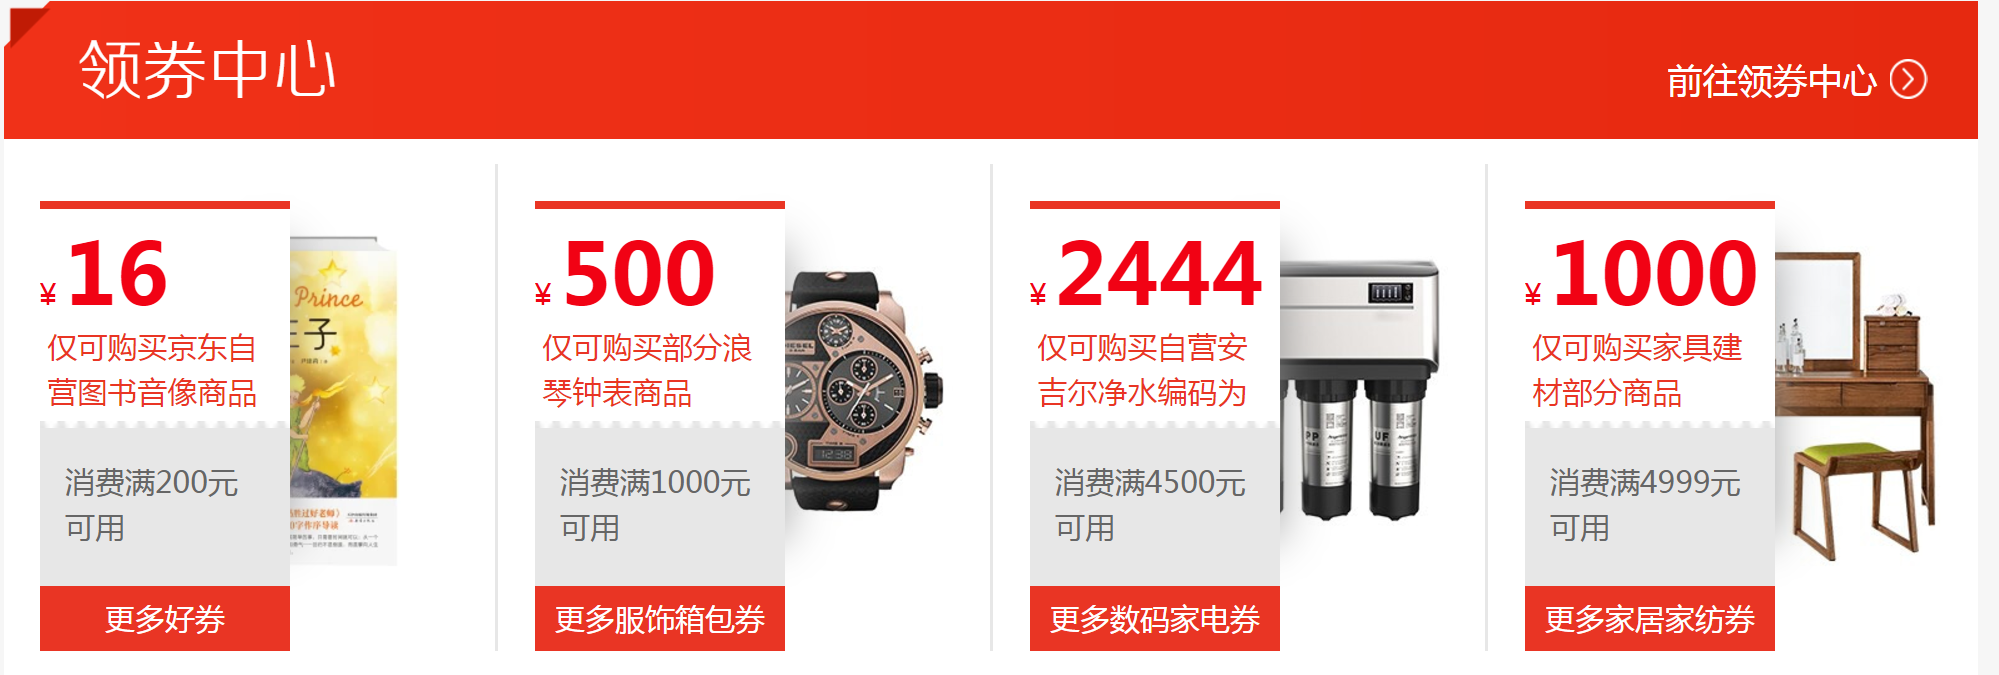 领券中心
前往领券中心
¥ 16
仅可购买京东自
营图书音像商品
消费满200元
可用
更多好券
Prince
子
¥ 500
仅可购买部分浪
琴钟表商品
消费满1000元
可用
更多服饰箱包券
¥ 2444
仅可购买自营安
吉尔净水编码为
消费满4500元
可用
更多数码家电券
PP
UF
¥ 1000
仅可购买家具建
材部分商品
消费满4999元
可用
更多家居家纺券